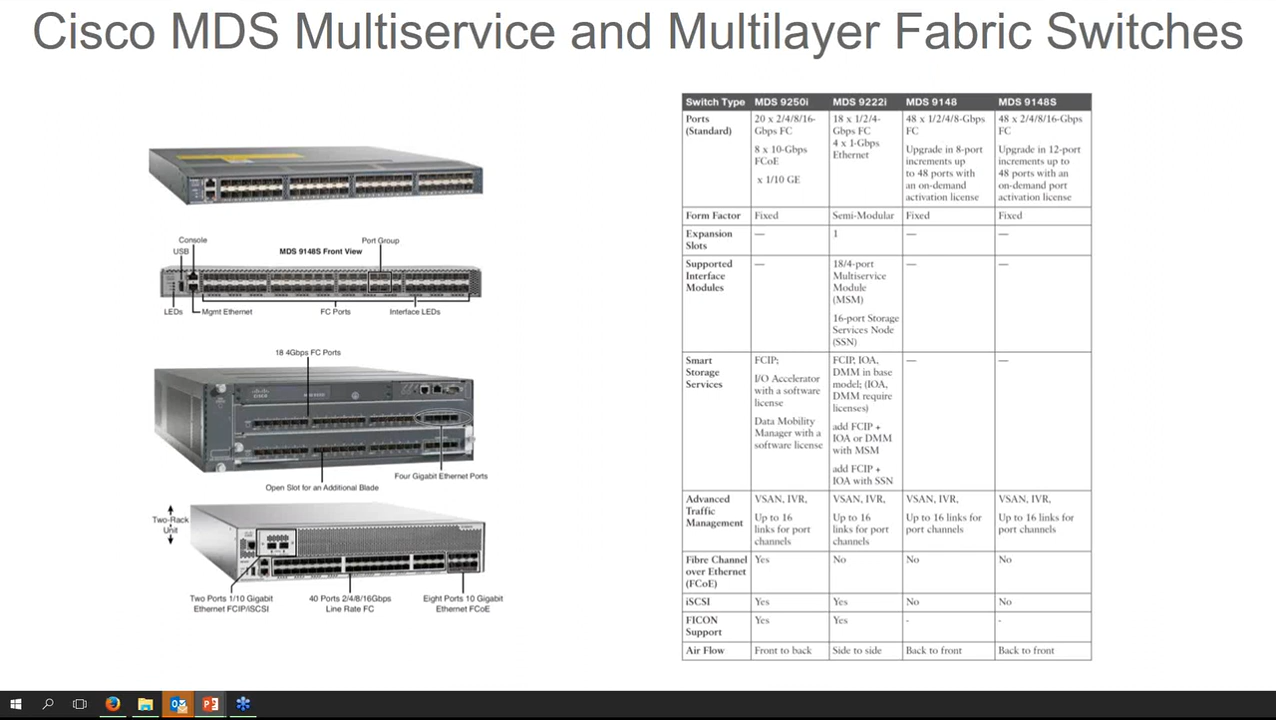 Cisco MDS Multiservice and Multilayer Fabric Switches
Console
USB
MDS 9148S Front View
Port Group
LEDs
Mgmt Ethernet
FC Ports
Interface LEDs
18 4Gbps FC Ports
Four Gigabit Ethernet Ports
Open Slot for an Additional Blade
Two-Rack
Unit
Two Ports 1/10 Gigabit
Ethernet FCIP/iSCSI
40 Ports 2/4/8/16Gbps
Line Rate FC
Eight Ports 10 Gigabit
Ethernet FCoE
Switch Type MDS 9250i MDS 9222i MDS 9148 MDS 9148S
Ports
(Standard)
20 x 2/4/8/16-
Gbps FC
8 x 10-Gbps
FCoE
x 1/10 GE
18 x 1/2/4-
Gbps FC
4 x 1-Gbps
Ethernet
48 x 1/2/4/8-Gbps
FC
Upgrade in 8-port
increments up
to 48 ports with
an on-demand
activation license
48 x 2/4/8/16-Gbps
FC
Upgrade in 12-port
increments up to
48 ports with an
on-demand port
activation license
Form Factor Fixed Semi-Modular Fixed Fixed
Expansion
Slots
—
1
—
—
Supported
Interface
Modules
—
18/4-port
Multiservice
Module
(MSM)
16-port Storage
Services Node
(SSN)
—
—
Smart
Storage
Services
FCIP;
I/O Accelerator
with a software
license
Data Mobility
Manager with a
software license
FCIP, IOA,
DMM in base
model; (IOA,
DMM require
licenses)
add FCIP +
IOA or DMM
with MSM
add FCIP +
IOA with SSN
—
—
Advanced
Traffic
Management
VSAN, IVR,
Up to 16
links for port
channels
VSAN, IVR,
Up to 16
links for port
channels
VSAN, IVR,
Up to 16 links for
port channels
VSAN, IVR,
Up to 16 links for
port channels
Fibre Channel
over Ethernet
(FCoE)
Yes
No
No
No
iSCSI Yes Yes No No
FICON
Support
Yes
Yes
-
-
Air Flow Front to back Side to side Back to front Back to front